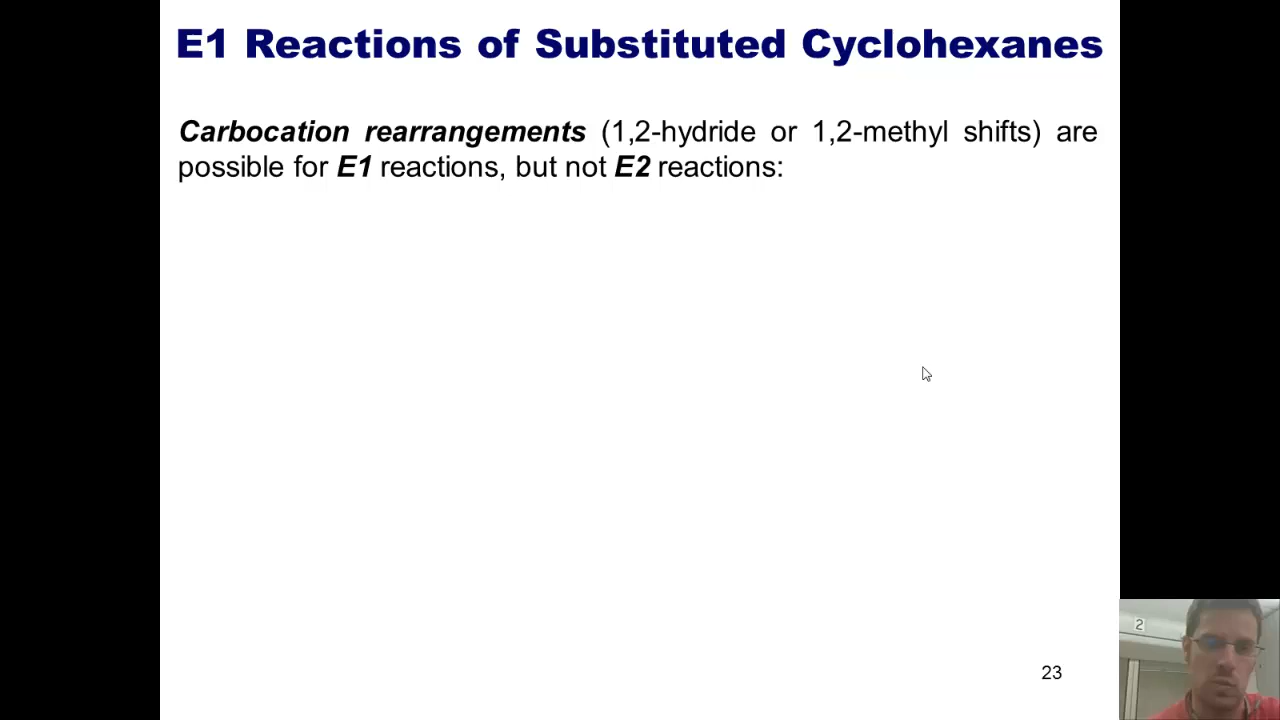 E1 Reactions of Substituted Cyclohexanes
Carbocation rearrangements (1,2-hydride or 1,2-methyl shifts) are
possible for E1 reactions, but not E2 reactions:
2
23